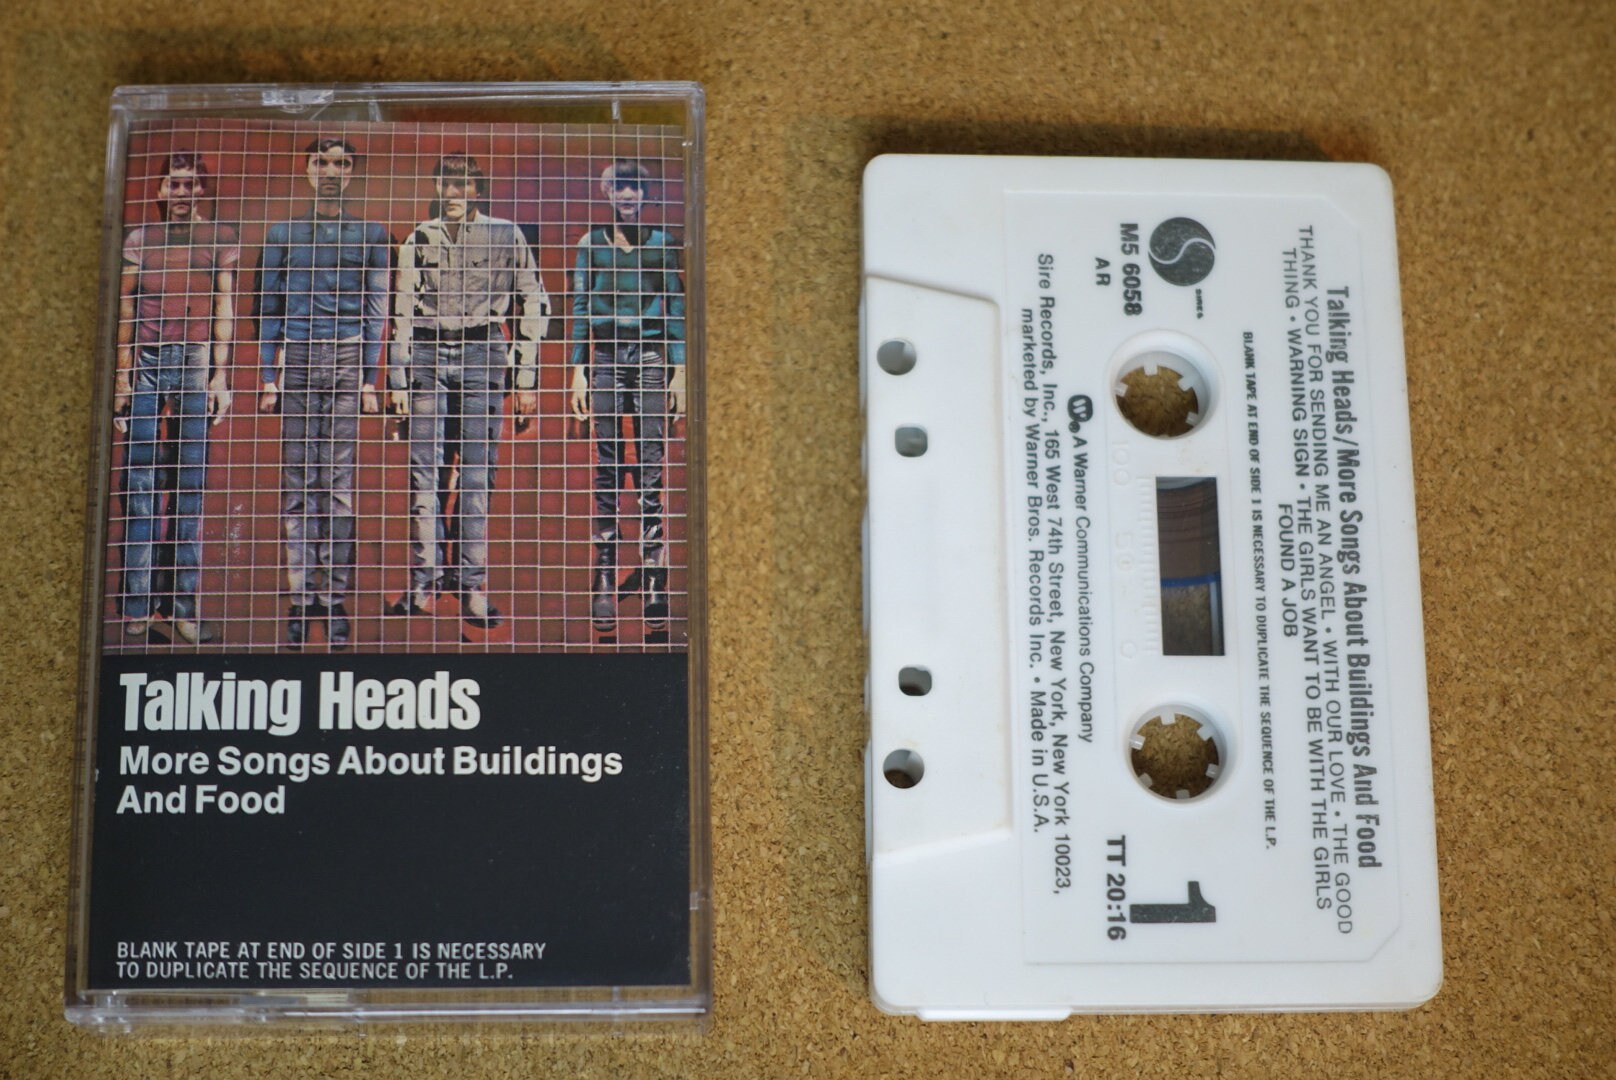 Talking Heads
More Songs About Buildings
And Food
BLANK TAPE AT END OF SIDE 1 IS NECESSARY
TO DUPLICATE THE SEQUENCE OF THE L.P.
Talking Heads/More Songs About Buildings And Food
THANK YOU FOR SENDING ME AN ANGEL • WITH OUR LOVE • THE GOOD
THING • WARNING SIGN • THE GIRLS WANT TO BE WITH THE GIRLS
FOUND A JOB
BLANK TAPE AT END OF SIDE 1 IS NECESSARY TO DUPLICATE THE SEQUENCE OF THE L.P.
SIRE
M5 6058
AR
1
TT 20:16
100 50 0
A Warner Communications Company
Sire Records, Inc., 165 West 74th Street, New York, New York 10023,
marketed by Warner Bros. Records Inc. • Made in U.S.A.